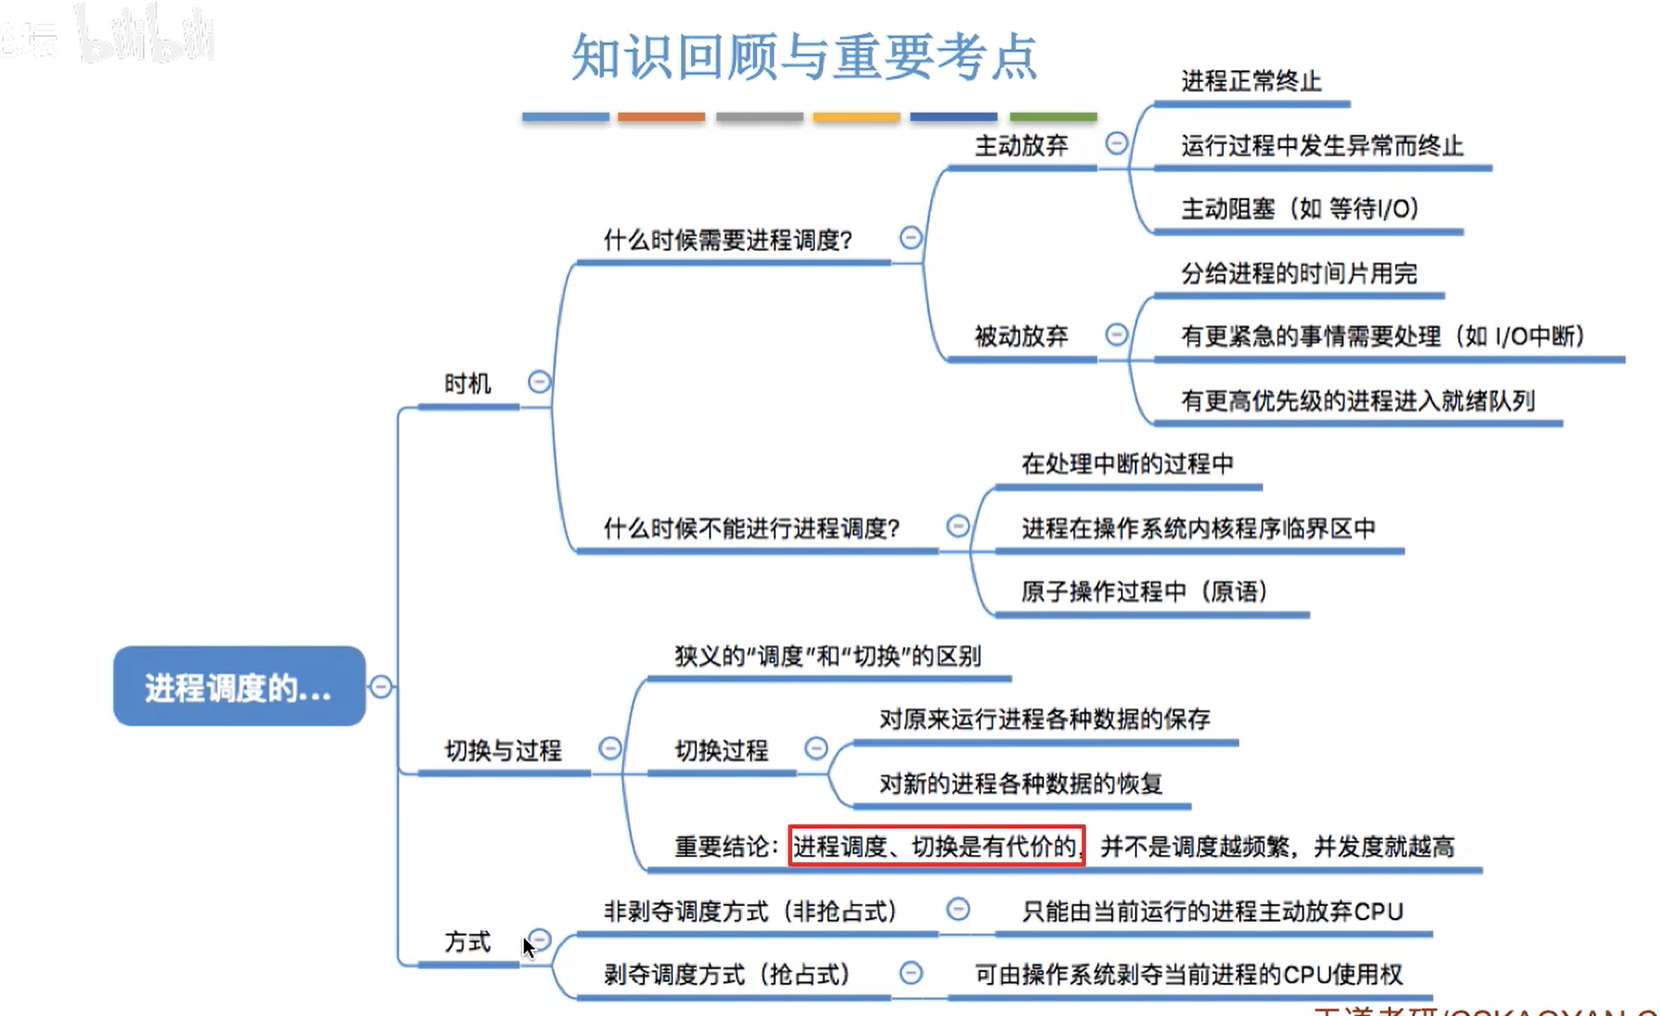 bilibili
知识回顾与重要考点
进程调度的...
时机
什么时候需要进程调度?
主动放弃
进程正常终止
运行过程中发生异常而终止
主动阻塞（如 等待I/O）
被动放弃
分给进程的时间片用完
有更紧急的事情需要处理（如 I/O中断）
有更高优先级的进程进入就绪队列
什么时候不能进行进程调度?
在处理中断的过程中
进程在操作系统内核程序临界区中
原子操作过程中（原语）
切换与过程
狭义的“调度”和“切换”的区别
切换过程
对原来运行进程各种数据的保存
对新的进程各种数据的恢复
重要结论：进程调度、切换是有代价的，并不是调度越频繁，并发度就越高
方式
非剥夺调度方式（非抢占式）
只能由当前运行的进程主动放弃CPU
剥夺调度方式（抢占式）
可由操作系统剥夺当前进程的CPU使用权